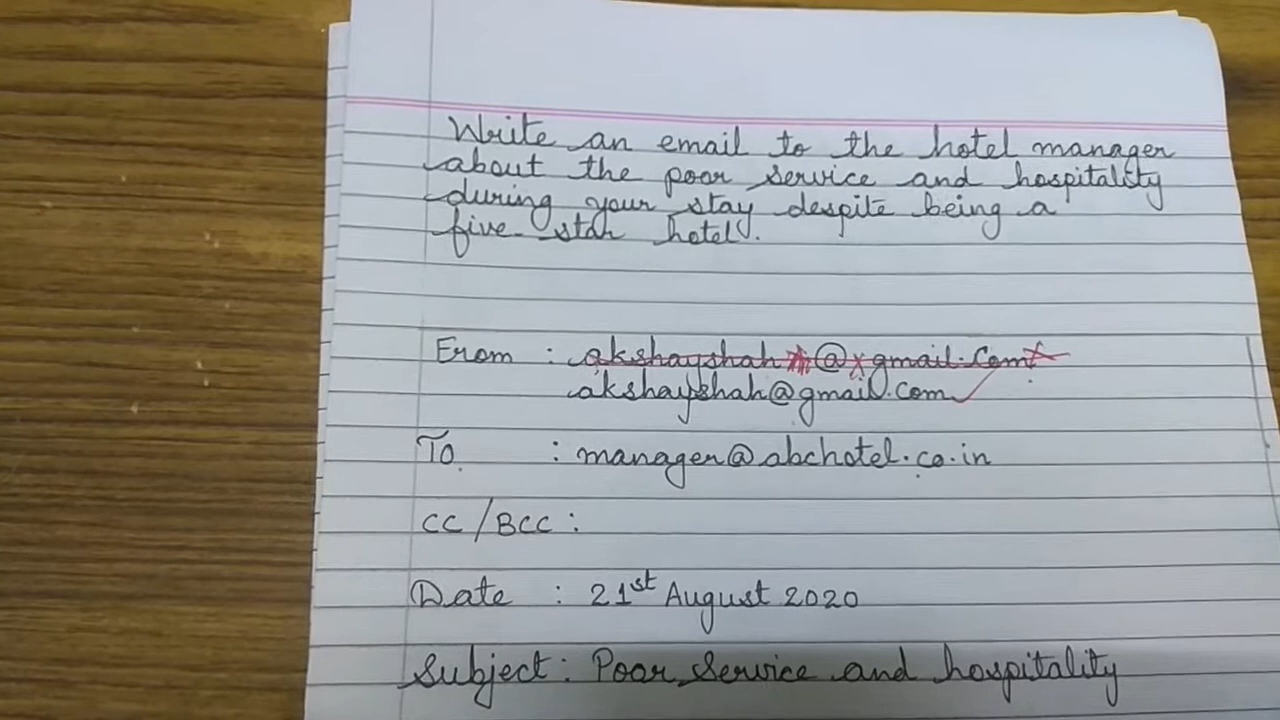 Write an email to the hotel manager
about the poor service and hospitality
during your stay despite being a
five star hotel.
From : akshayshah @ gmail.com
akshayshah@gmail.com
To : manager@abchotel.co.in
CC/BCC :
Date : 21st August 2020
Subject : Poor Service and hospitality